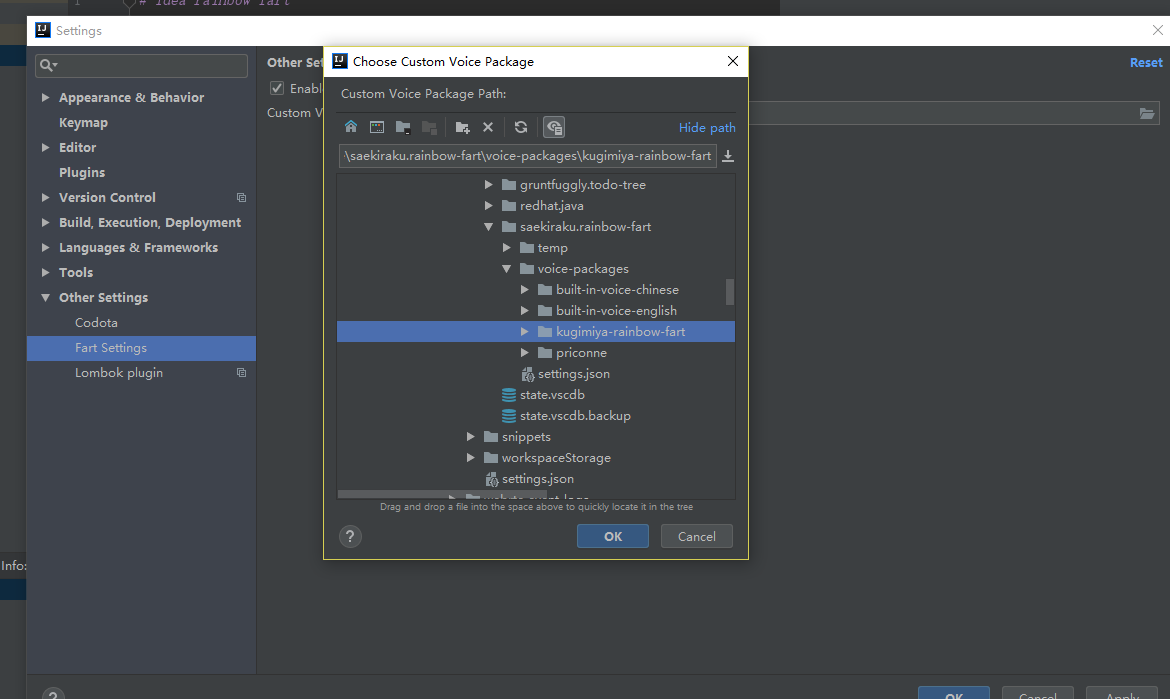 1 # idea rainbow fart
Settings
Appearance & Behavior
Keymap
Editor
Plugins
Version Control
Build, Execution, Deployment
Languages & Frameworks
Tools
Other Settings
Codota
Fart Settings
Lombok plugin
Other Set
Reset
Enabl
Custom V
Choose Custom Voice Package
Custom Voice Package Path:
Hide path
\saekiraku.rainbow-fart\voice-packages\kugimiya-rainbow-fart
gruntfuggly.todo-tree
redhat.java
saekiraku.rainbow-fart
temp
voice-packages
built-in-voice-chinese
built-in-voice-english
kugimiya-rainbow-fart
priconne
settings.json
state.vscdb
state.vscdb.backup
snippets
workspaceStorage
settings.json
Drag and drop a file into the space above to quickly locate it in the tree
?
OK
Cancel
Info:
?
OK
Cancel
Apply